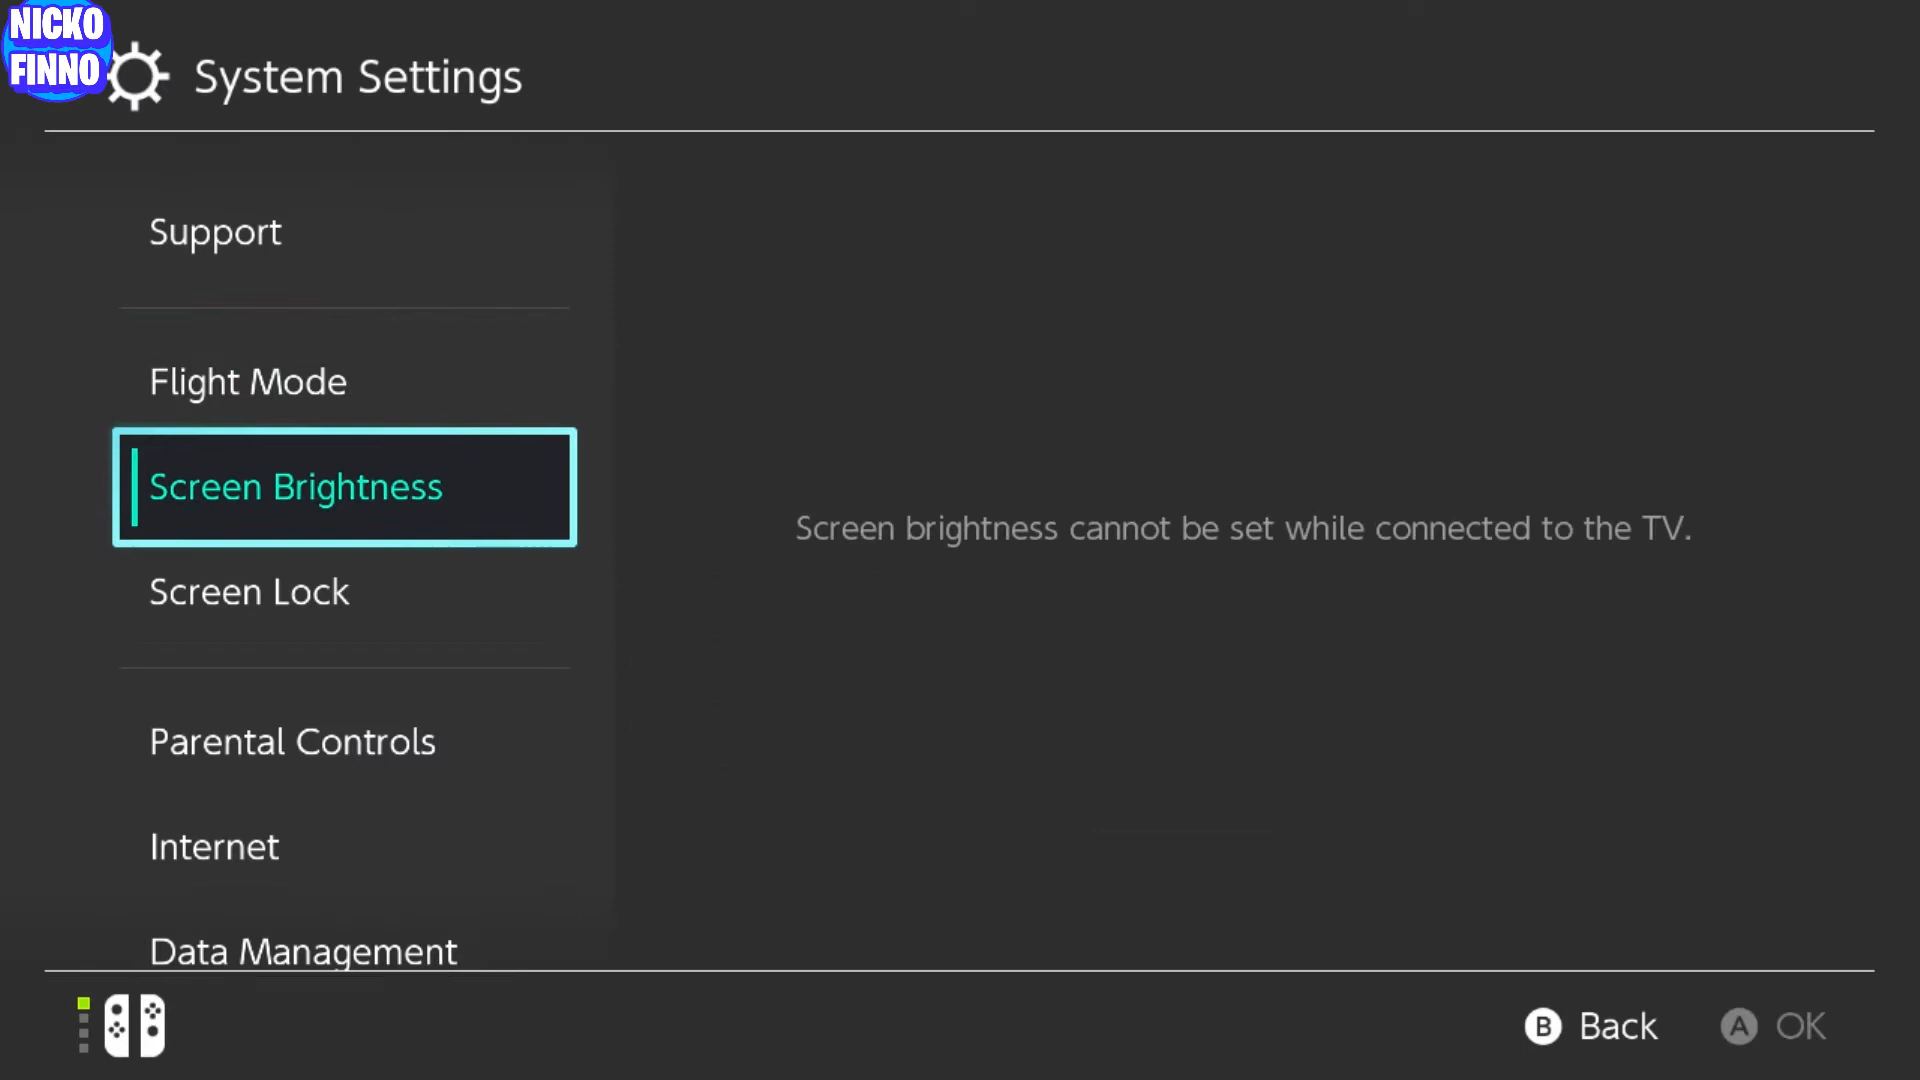 NICKO
FINNO
System Settings
Support
Flight Mode
Screen Brightness
Screen Lock
Parental Controls
Internet
Data Management
Screen brightness cannot be set while connected to the TV.
B Back
A OK